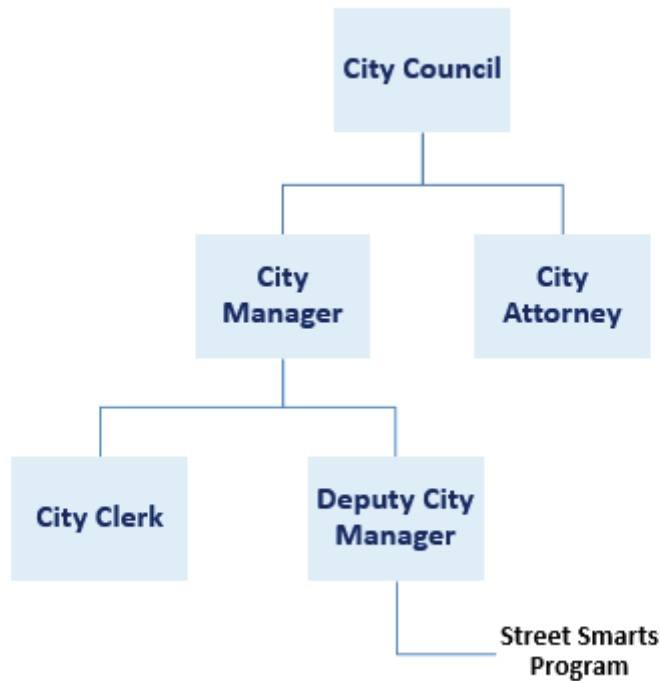 City Council
City
Manager
City
Attorney
City Clerk
Deputy City
Manager
Street Smarts
Program